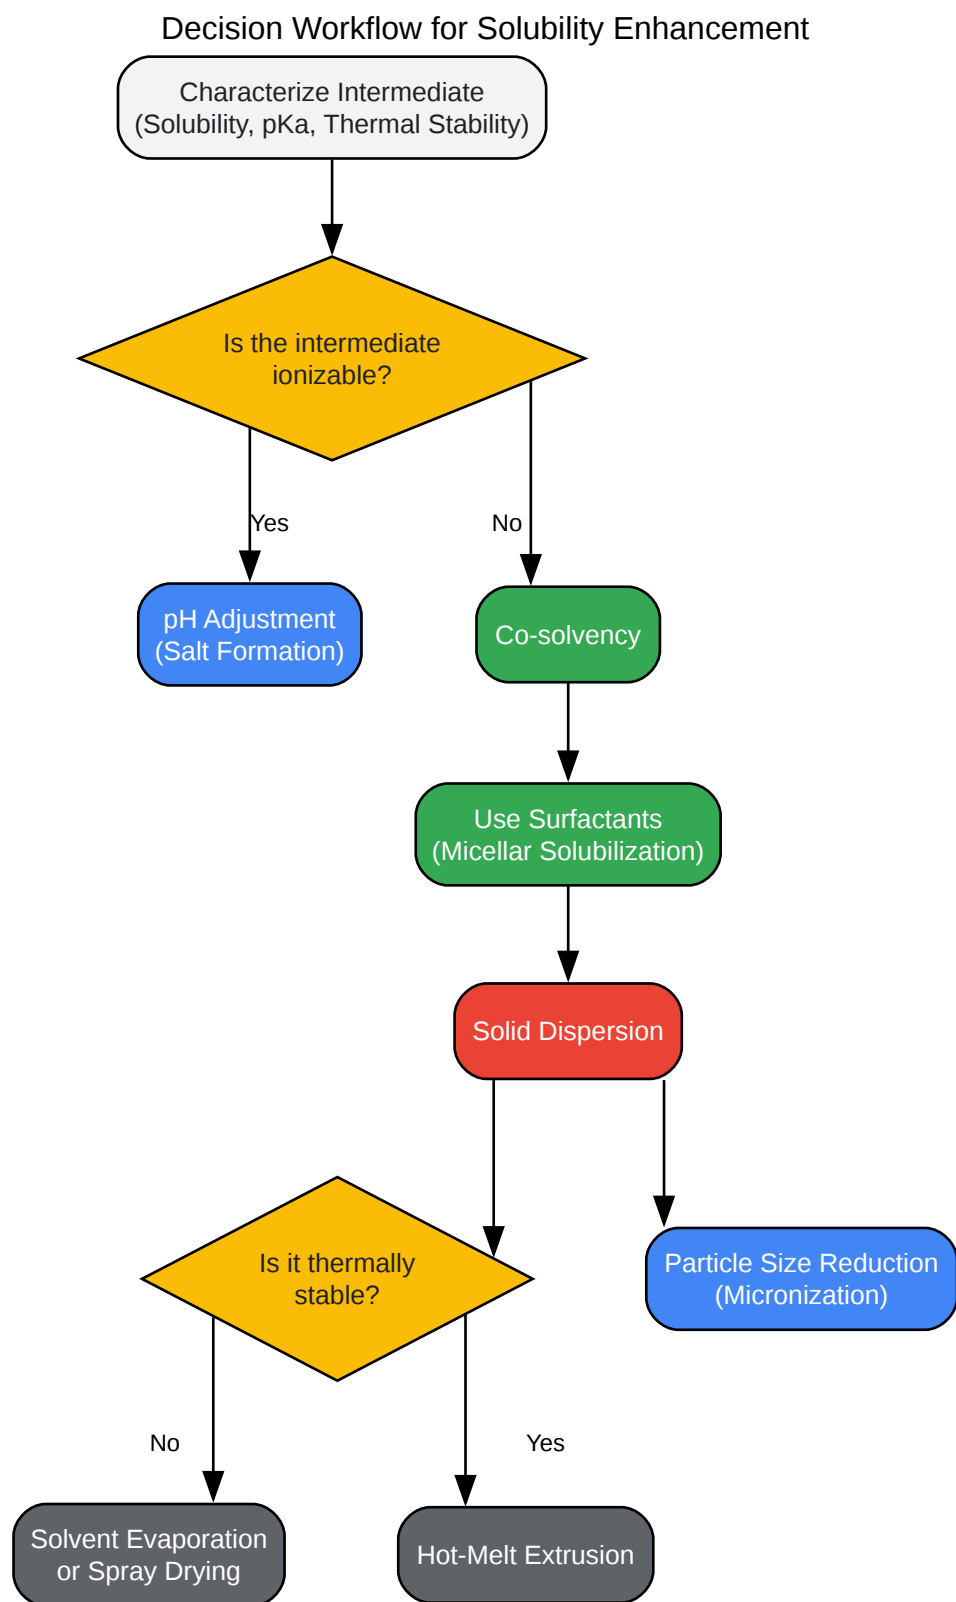 Decision Workflow for Solubility Enhancement
Characterize Intermediate
(Solubility, pKa, Thermal Stability)
Is the intermediate
ionizable?
Yes
No
pH Adjustment
(Salt Formation)
Co-solvency
Use Surfactants
(Micellar Solubilization)
Solid Dispersion
Is it thermally
stable?
Particle Size Reduction
(Micronization)
No
Yes
Solvent Evaporation
or Spray Drying
Hot-Melt Extrusion